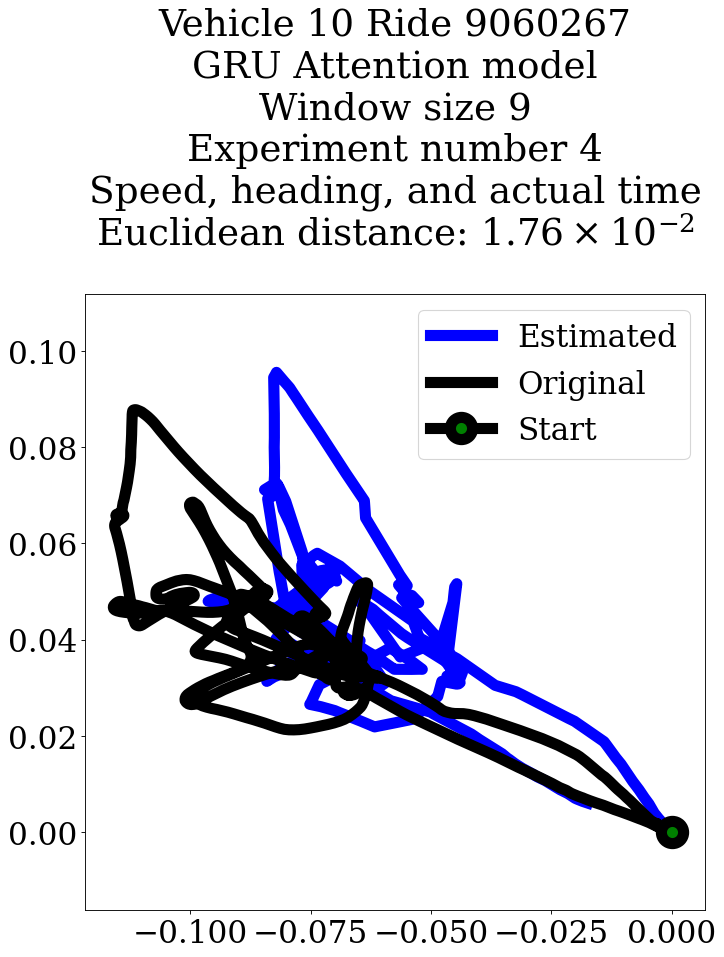 Vehicle 10 Ride 9060267
GRU Attention model
Window size 9
Experiment number 4
Speed, heading, and actual time
Euclidean distance: 1.76 × 10⁻²
Estimated
Original
Start
0.10
0.08
0.06
0.04
0.02
0.00
−0.100 −0.075 −0.050 −0.025 0.000